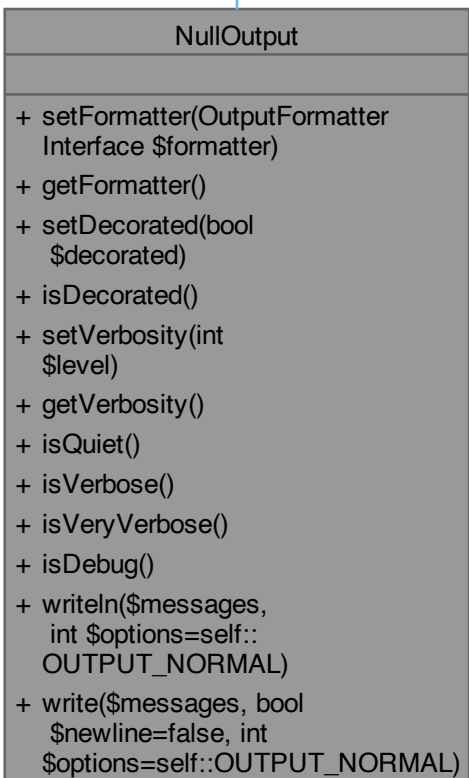 NullOutput
+ setFormatter(OutputFormatter
Interface $formatter)
+ getFormatter()
+ setDecorated(bool
$decorated)
+ isDecorated()
+ setVerbosity(int
$level)
+ getVerbosity()
+ isQuiet()
+ isVerbose()
+ isVeryVerbose()
+ isDebug()
+ writeln($messages,
int $options=self::
OUTPUT_NORMAL)
+ write($messages, bool
$newline=false, int
$options=self::OUTPUT_NORMAL)